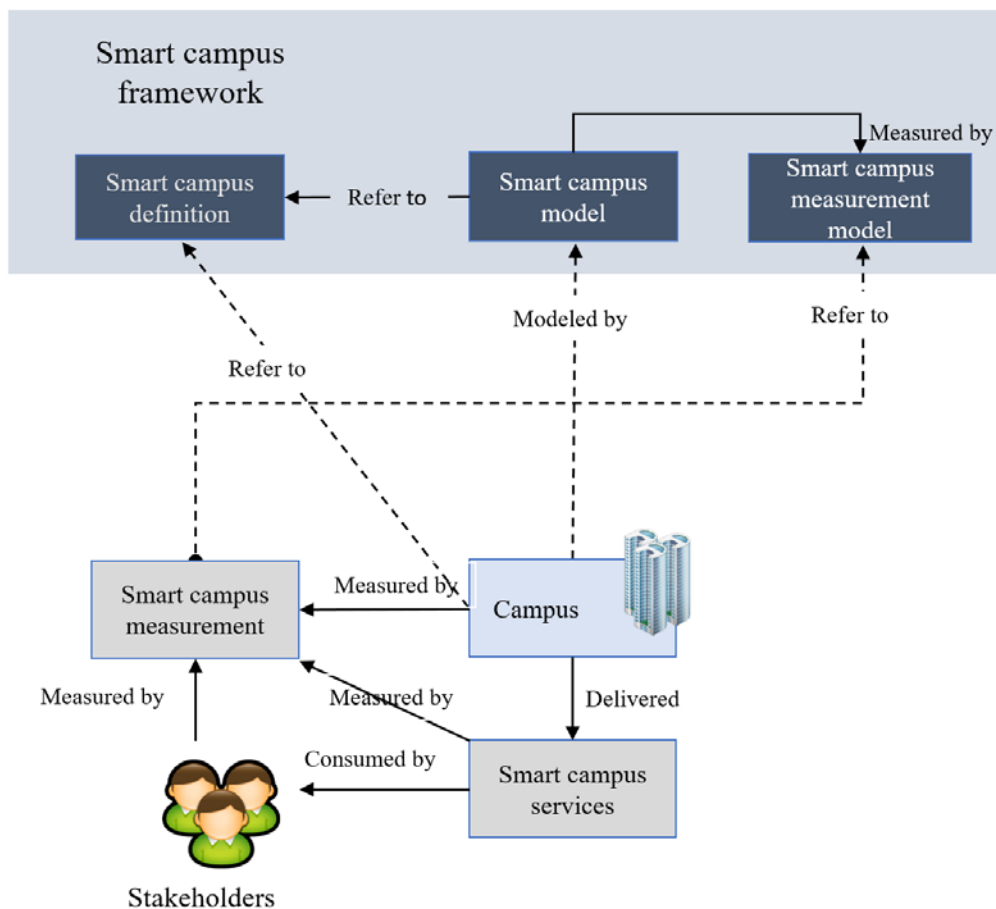 Smart campus
framework
Measured by
Smart campus
definition
Refer to
Smart campus
model
Smart campus
measurement
model
Modeled by
Refer to
Refer to
Smart campus
measurement
Measured by
Campus
Measured by
Measured by
Delivered
Consumed by
Smart campus
services
Stakeholders